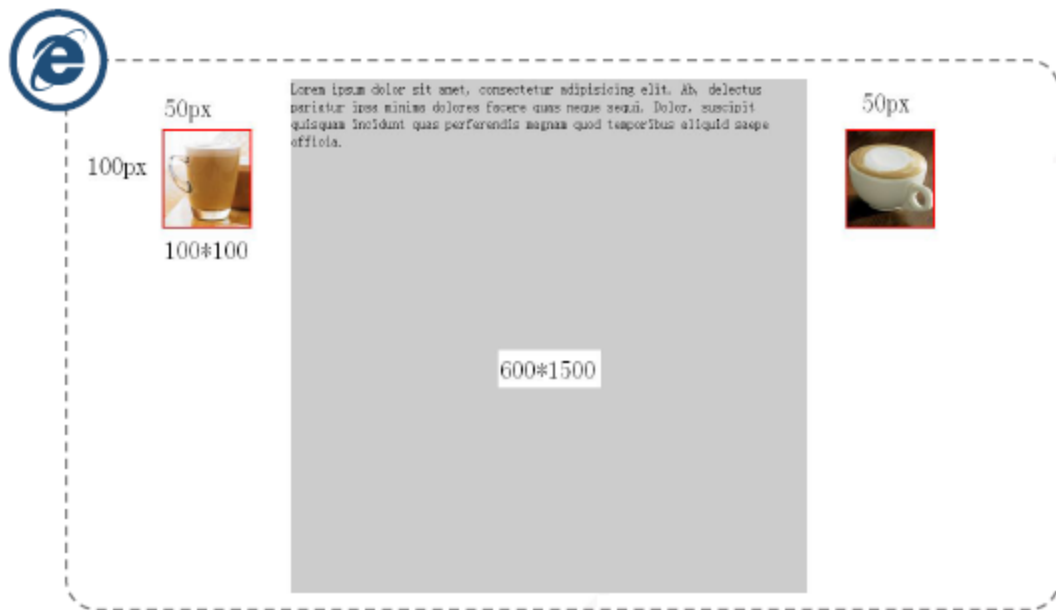 50px
100px
100*100
Lorem ipsum dolor sit amet, consectetur adipisicing elit. Ab, delectus
pariatur ipsa minima dolores facere quas neque sequi. Dolor, suscipit
quisquam incidunt quas perferendis magnam quod temporibus aliquid saepe
officia.
600*1500
50px